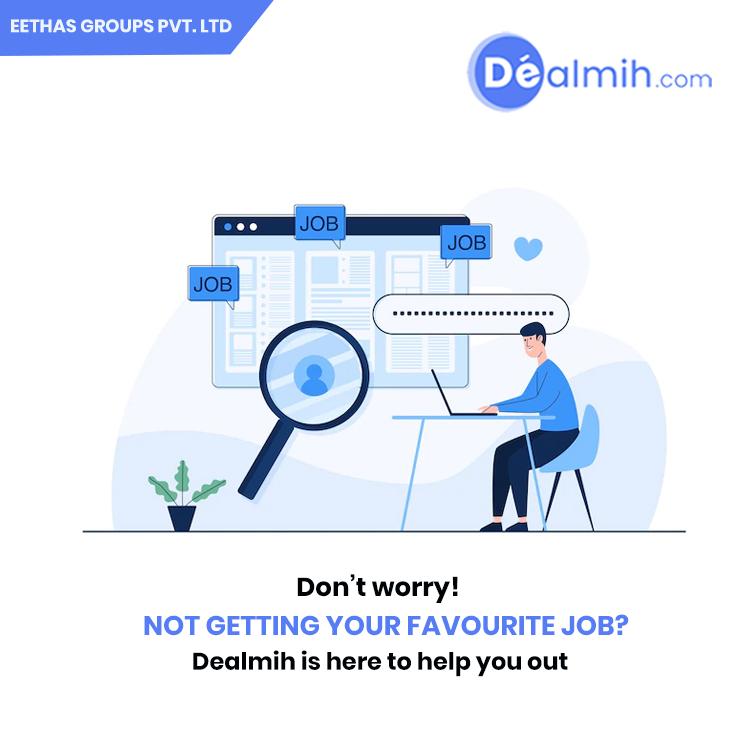 EETHAS GROUPS PVT. LTD
Déalmih.com
JOB
JOB
JOB
Don't worry!
NOT GETTING YOUR FAVOURITE JOB?
Dealmih is here to help you out